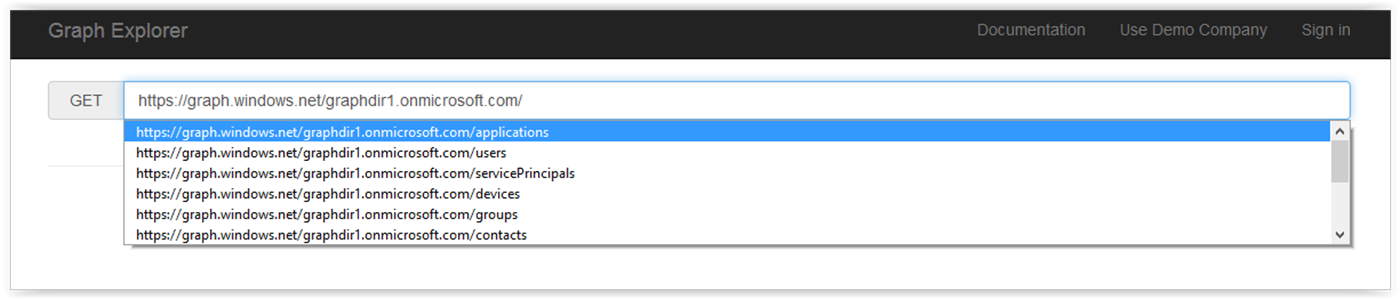 Graph Explorer Documentation Use Demo Company Sign in
GET https://graph.windows.net/graphdir1.onmicrosoft.com/
https://graph.windows.net/graphdir1.onmicrosoft.com/applications
https://graph.windows.net/graphdir1.onmicrosoft.com/users
https://graph.windows.net/graphdir1.onmicrosoft.com/servicePrincipals
https://graph.windows.net/graphdir1.onmicrosoft.com/devices
https://graph.windows.net/graphdir1.onmicrosoft.com/groups
https://graph.windows.net/graphdir1.onmicrosoft.com/contacts